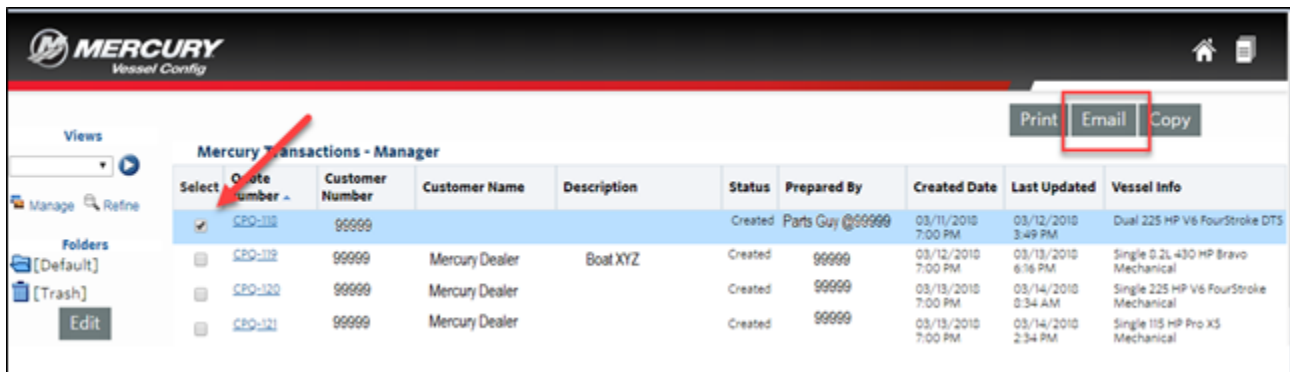 MERCURY
Vessel Config
Print Email Copy
Views
Mercury Transactions - Manager
Select Quote Number Customer Number Customer Name Description Status Prepared By Created Date Last Updated Vessel Info
Manage Refine
CPQ-118 99999 Created Parts Guy @99999 03/11/2018 03/12/2018 Dual 225 HP V6 FourStroke DTS
7:00 PM 3:49 PM
Folders
[Default]
CPQ-119 99999 Mercury Dealer Boat XYZ Created 99999 03/12/2018 03/13/2018 Single 8.2L 430 HP Bravo
7:00 PM 6:16 PM Mechanical
[Trash]
CPQ-120 99999 Mercury Dealer Created 99999 03/13/2018 03/14/2018 Single 225 HP V6 FourStroke
7:00 PM 8:34 AM Mechanical
Edit
CPQ-121 99999 Mercury Dealer Created 99999 03/13/2018 03/14/2018 Single 115 HP Pro XS
7:00 PM 2:34 PM Mechanical